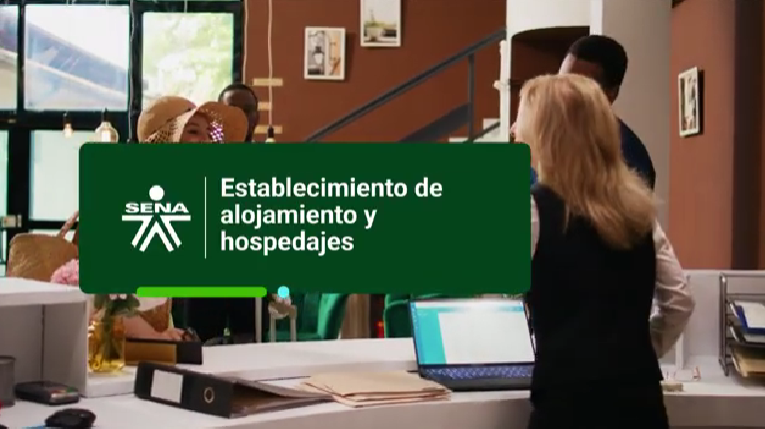 SENA
Establecimiento de
alojamiento y
hospedajes